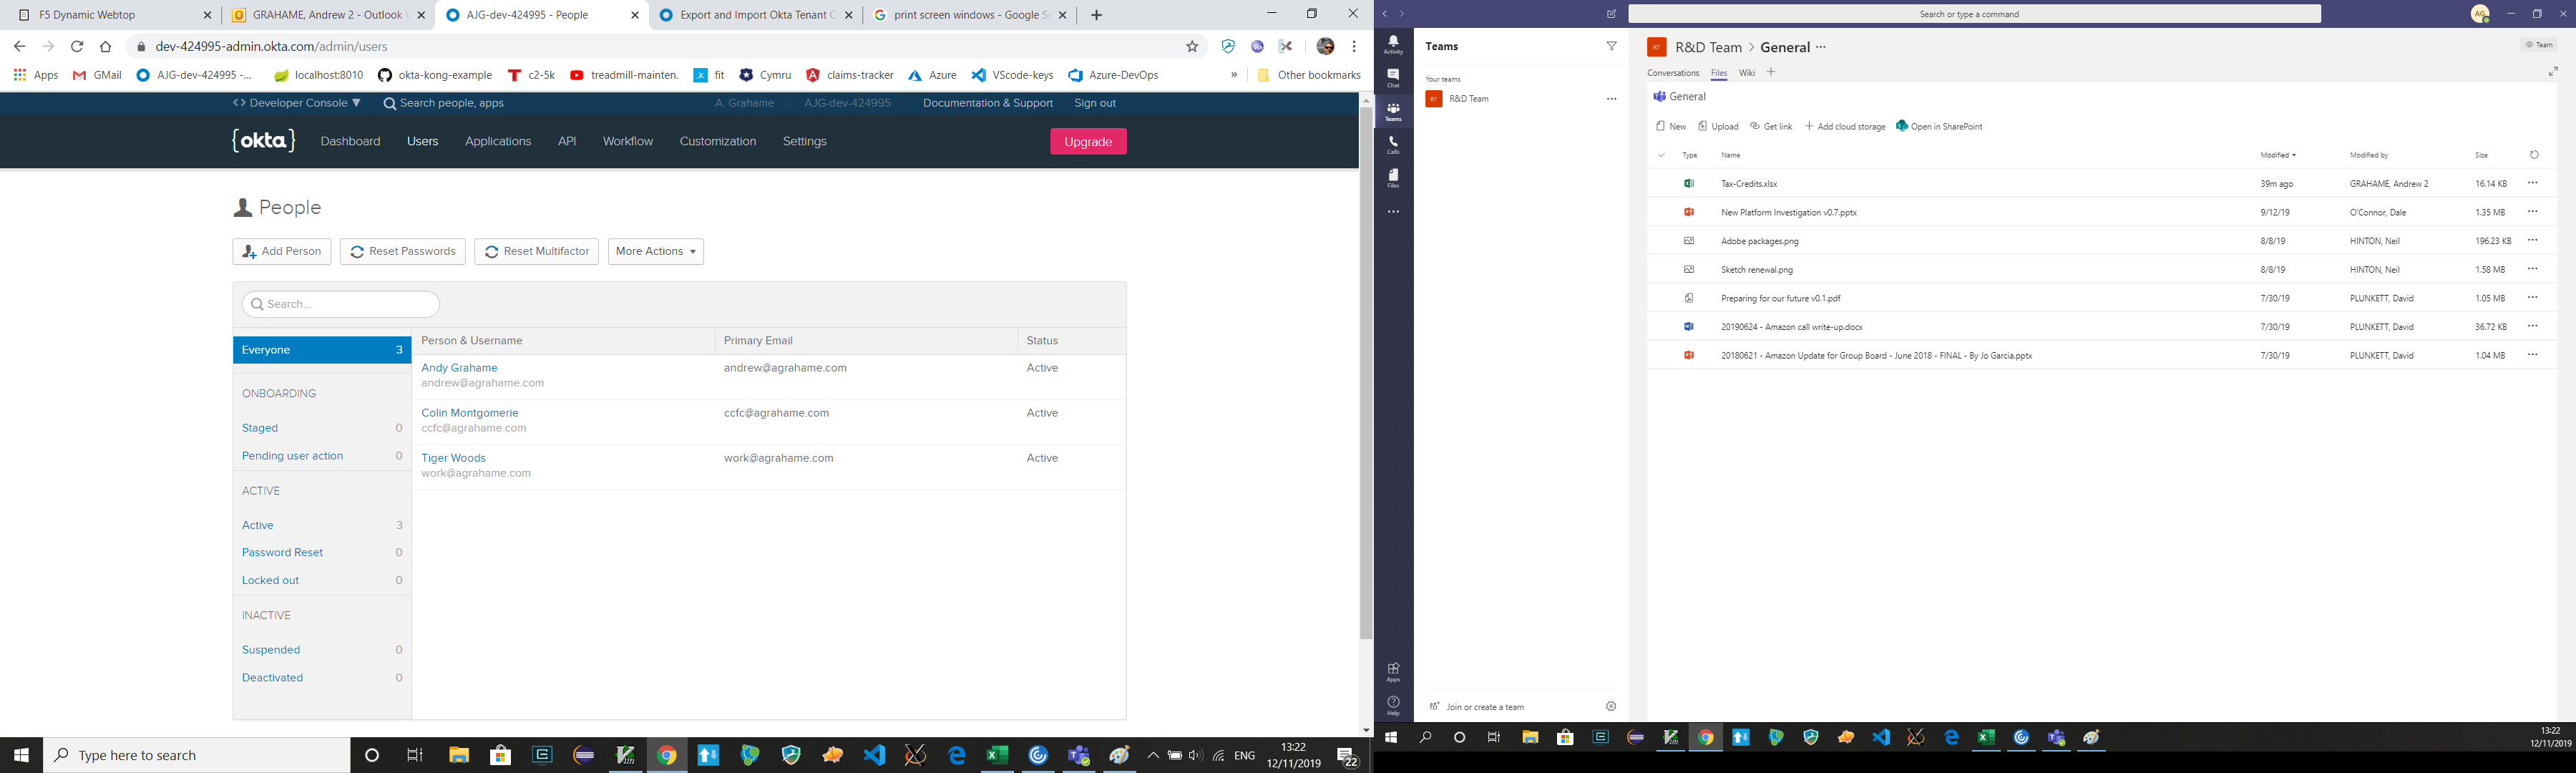 F5 Dynamic Webtop
GRAHAME, Andrew 2 - Outlook
AJG-dev-424995 - People
Export and Import Okta Tenant
print screen windows - Google
dev-424995-admin.okta.com/admin/users
Apps GMail AJG-dev-424995 -... localhost:8010 okta-kong-example c2-5k treadmill-mainten. fit Cymru claims-tracker Azure VScode-keys Azure-DevOps » Other bookmarks
<> Developer Console ▼ Search people, apps A. Grahame · AJG-dev-424995 Documentation & Support Sign out
{okta} Dashboard Users Applications API Workflow Customization Settings Upgrade
People
Add Person Reset Passwords Reset Multifactor More Actions
Search...
Person & Username Primary Email Status
Everyone 3
Andy Grahame andrew@agrahame.com Active
andrew@agrahame.com
ONBOARDING
Colin Montgomerie ccfc@agrahame.com Active
ccfc@agrahame.com
Staged 0
Pending user action 0
Tiger Woods work@agrahame.com Active
work@agrahame.com
ACTIVE
Active 3
Password Reset 0
Locked out 0
INACTIVE
Suspended 0
Deactivated 0
Type here to search
ENG
13:22
12/11/2019
22
Search or type a command
AG
Activity
Chat
Teams
Calls
Files
Apps
Help
Teams
Your teams
RT R&D Team
Join or create a team
RT R&D Team > General ···
Team
Conversations Files Wiki +
General
New Upload Get link Add cloud storage Open in SharePoint
Type Name Modified Modified by Size
Tax-Credits.xlsx 39m ago GRAHAME, Andrew 2 16.14 KB
New Platform Investigation v0.7.pptx 9/12/19 O'Connor, Dale 1.35 MB
Adobe packages.png 8/8/19 HINTON, Neil 196.23 KB
Sketch renewal.png 8/8/19 HINTON, Neil 1.58 MB
Preparing for our future v0.1.pdf 7/30/19 PLUNKETT, David 1.05 MB
20190624 - Amazon call write-up.docx 7/30/19 PLUNKETT, David 36.72 KB
20180621 - Amazon Update for Group Board - June 2018 - FINAL - By Jo Garcia.pptx 7/30/19 PLUNKETT, David 1.04 MB
13:22
12/11/2019